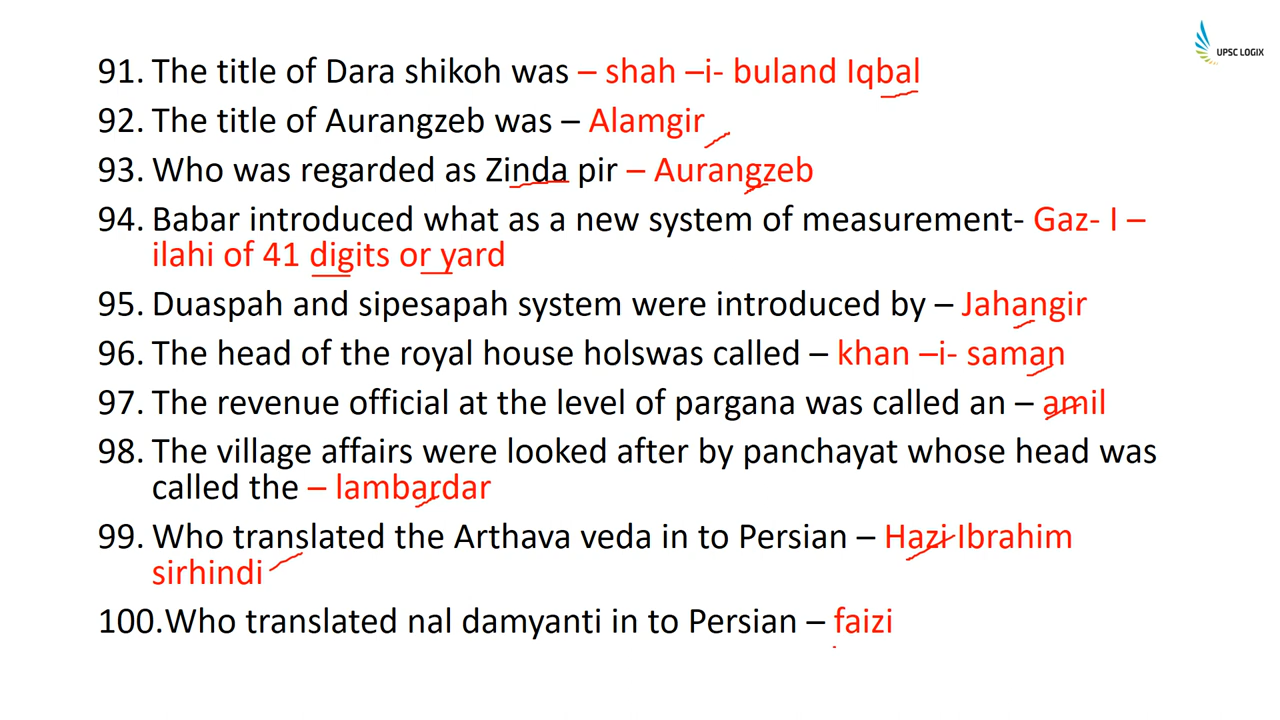 UPSC LOGIX
91. The title of Dara shikoh was – shah –i- buland Iqbal
92. The title of Aurangzeb was – Alamgir
93. Who was regarded as Zinda pir – Aurangzeb
94. Babar introduced what as a new system of measurement- Gaz- I –
ilahi of 41 digits or yard
95. Duaspah and sipesapah system were introduced by – Jahangir
96. The head of the royal house holswas called – khan –i- saman
97. The revenue official at the level of pargana was called an – amil
98. The village affairs were looked after by panchayat whose head was
called the – lambardar
99. Who translated the Arthava veda in to Persian – Hazi Ibrahim
sirhindi
100.Who translated nal damyanti in to Persian – faizi